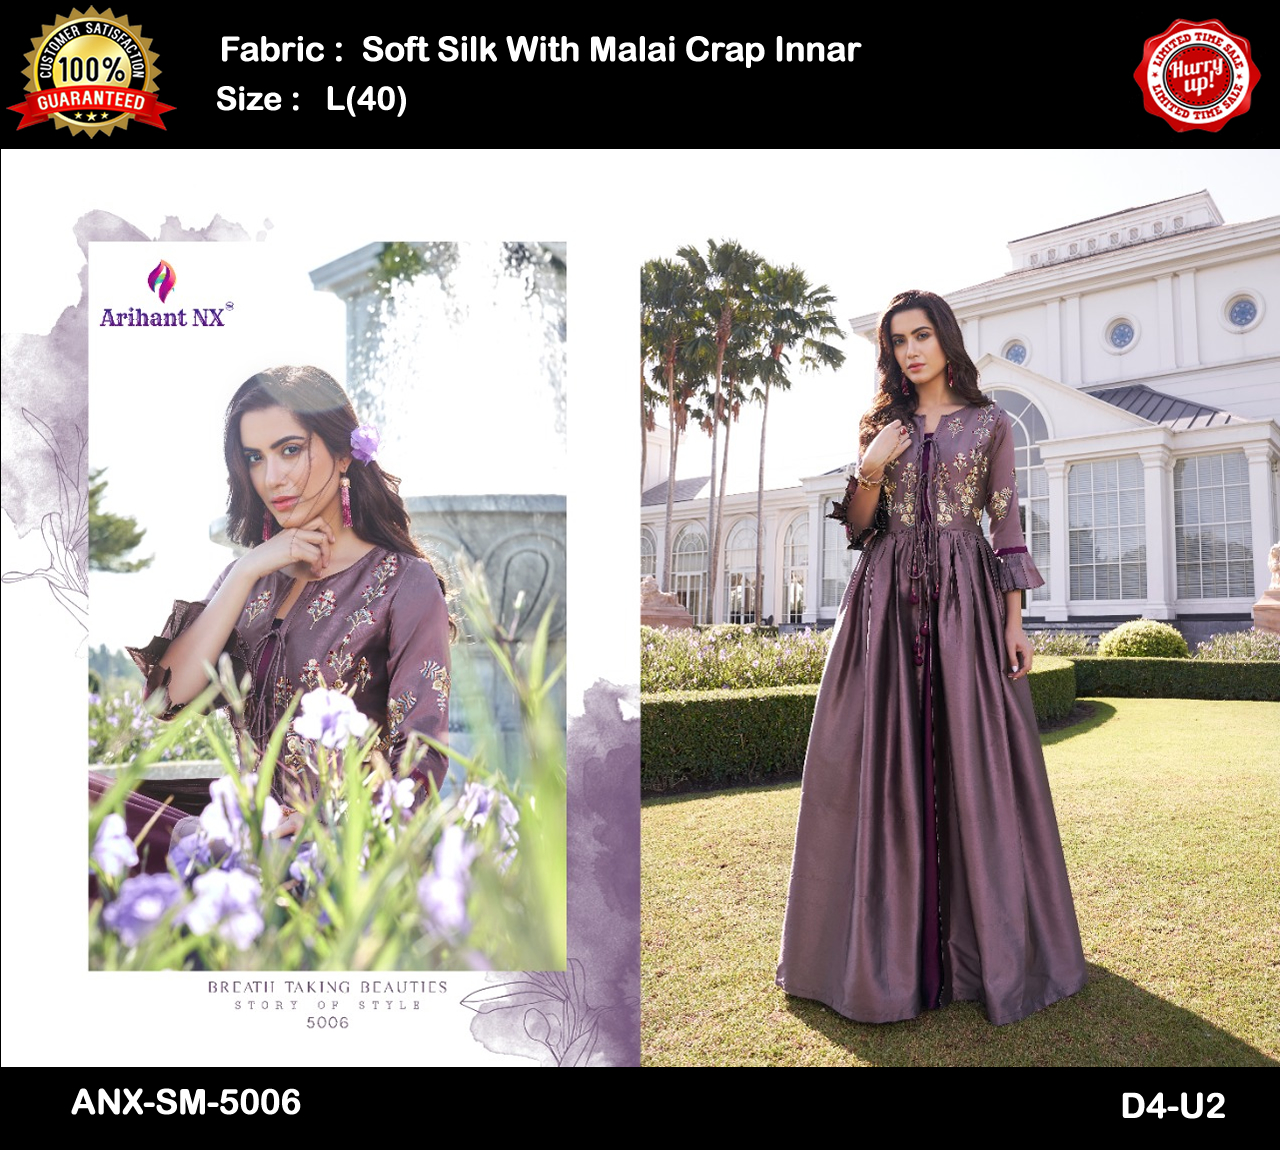 CUSTOMER SATISFACTION
100%
GUARANTEED
Fabric : Soft Silk With Malai Crap Innar
Size : L(40)
LIMITED TIME SALE
Hurry
up!
LIMITED TIME SALE
Arihant NX
BREATH TAKING BEAUTIES
STORY OF STYLE
5006
ANX-SM-5006
D4-U2